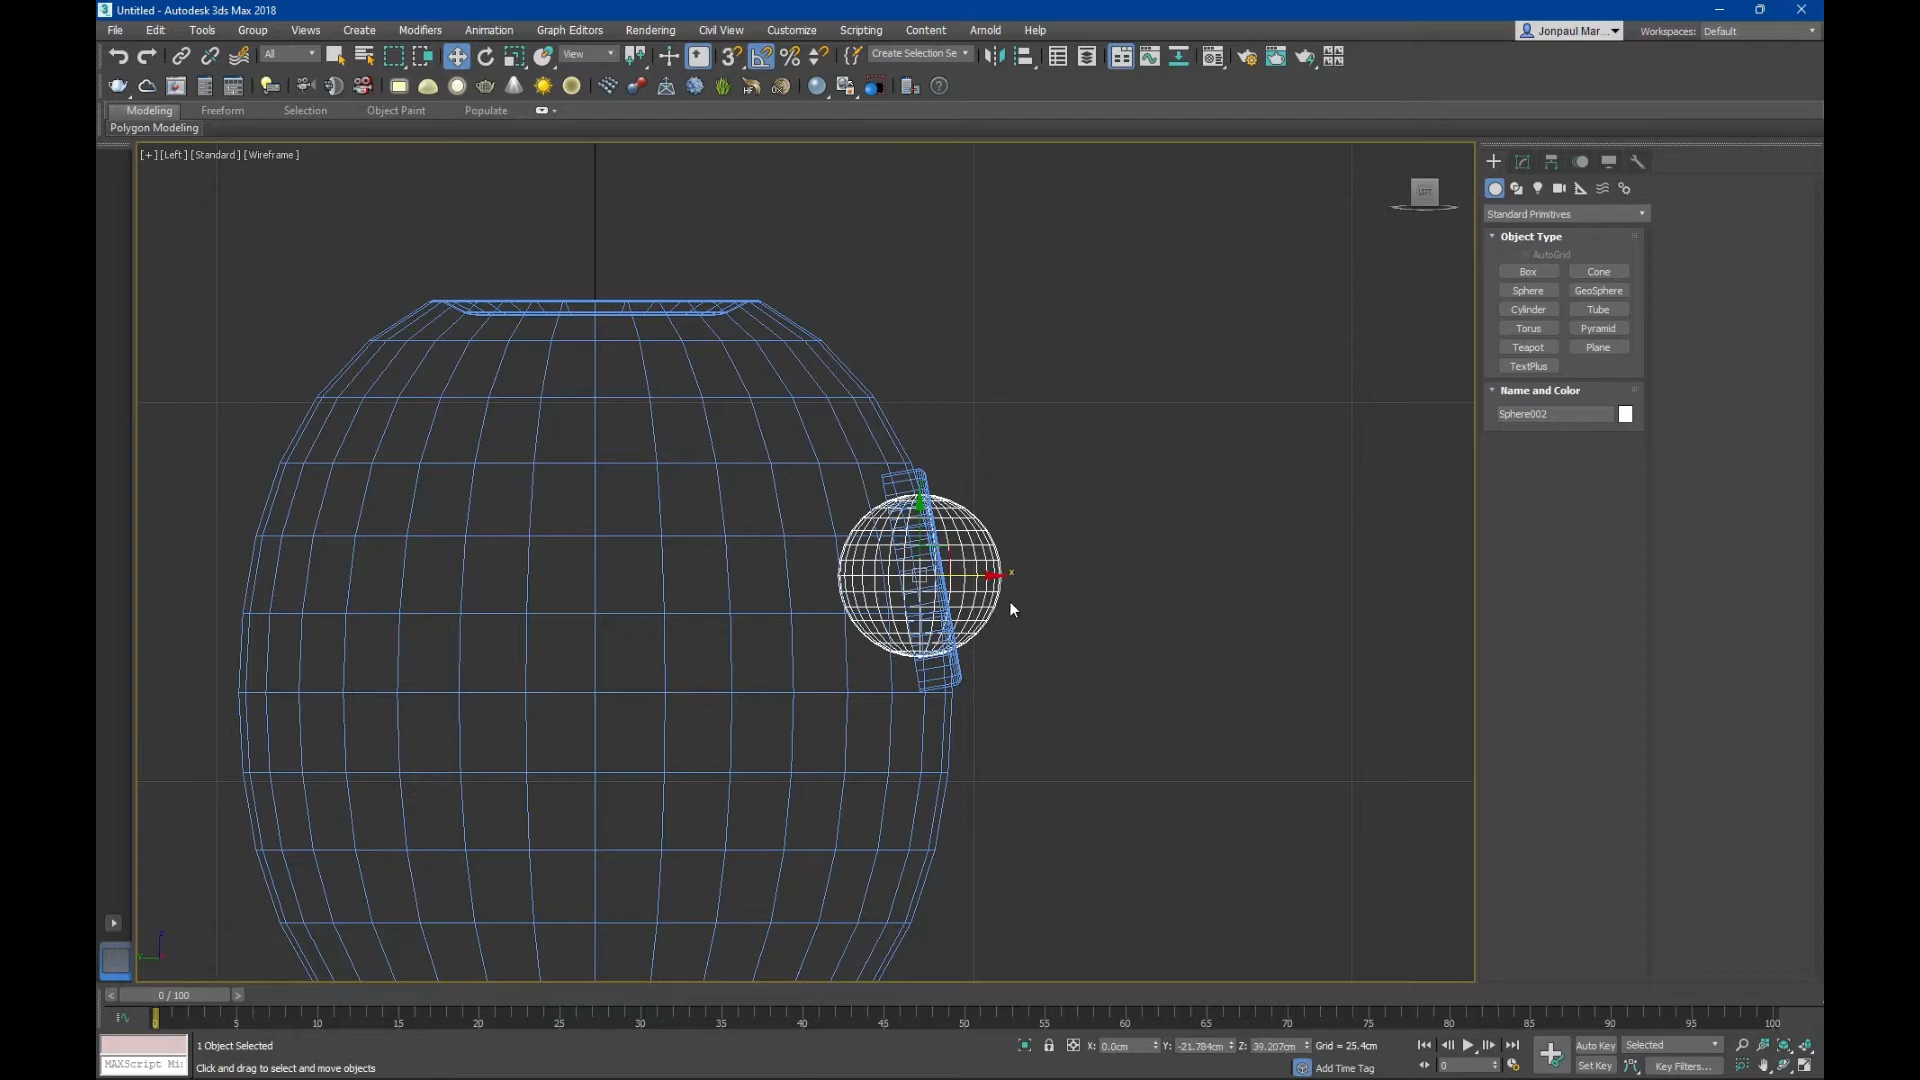 Untitled - Autodesk 3ds Max 2018
File Edit Tools Group Views Create Modifiers Animation Graph Editors Rendering Civil View Customize Scripting Content Arnold Help
Jonpaul Mar... Workspaces: Default
All View Create Selection Se
Modeling Freeform Selection Object Paint Populate
Polygon Modeling
[+] [Left] [Standard] [Wireframe]
LEFT
Standard Primitives
Object Type
AutoGrid
Box Cone
Sphere GeoSphere
Cylinder Tube
Torus Pyramid
Teapot Plane
TextPlus
Name and Color
Sphere002
x
z
y
< 0 / 100 >
0 5 10 15 20 25 30 35 40 45 50 55 60 65 70 75 80 85 90 95 100
1 Object Selected X: 0.0cm Y: -21.784cm Z: 39.207cm Grid = 25.4cm Auto Key Selected
MAXScript Mi: Click and drag to select and move objects Add Time Tag 0 Set Key Key Filters...